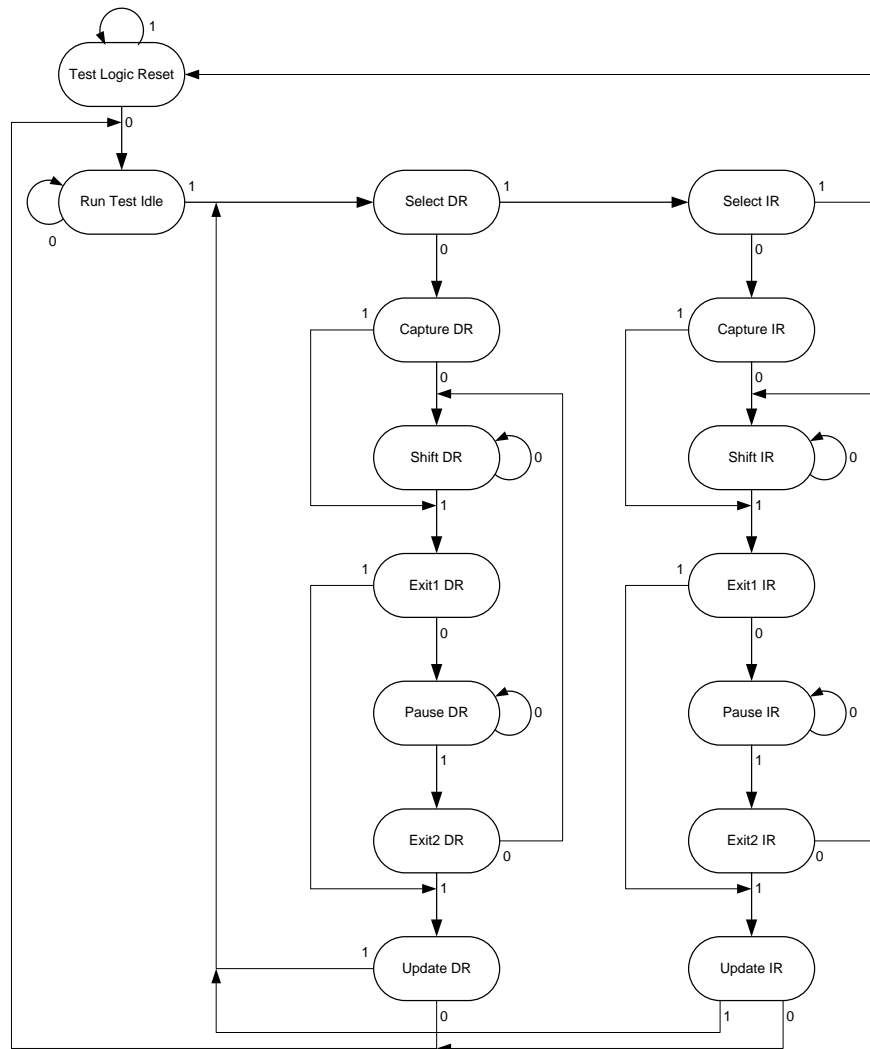 1
Test Logic Reset
0
Run Test Idle
1
0
Select DR
1
0
Select IR
1
0
1
Capture DR
0
1
Capture IR
0
Shift DR
0
1
Shift IR
0
1
1
Exit1 DR
0
1
Exit1 IR
0
Pause DR
0
1
Pause IR
0
1
Exit2 DR
0
1
Exit2 IR
0
1
1
Update DR
0
Update IR
1
0